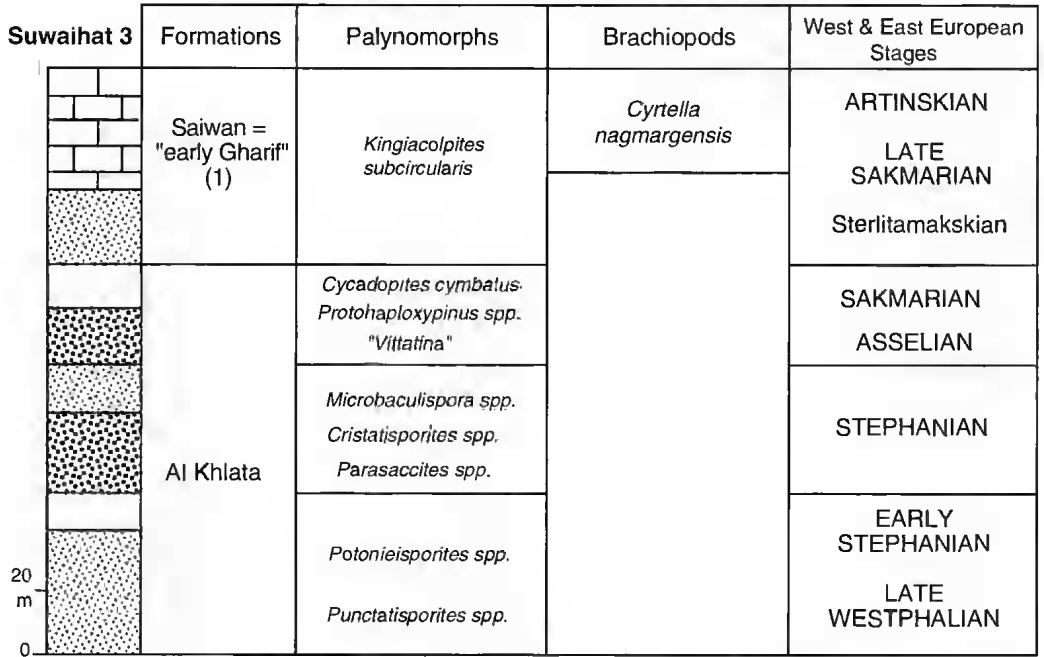 Suwaihat 3
Formations
Palynomorphs
Brachiopods
West & East European
Stages
Saiwan =
"early Gharif"
(1)
Kingiacolpites
subcircularis
Cyrtella
nagmargensis
ARTINSKIAN
LATE
SAKMARIAN
Sterlitamakskian
Al Khlata
Cycadopites cymbatus.
Protohaploxypinus spp.
"Vittatina"
SAKMARIAN
ASSELIAN
Microbaculispora spp.
Cristatisporites spp.
Parasaccites spp.
STEPHANIAN
Potonieisporites spp.
Punctatisporites spp.
EARLY
STEPHANIAN
LATE
WESTPHALIAN
20
m
0